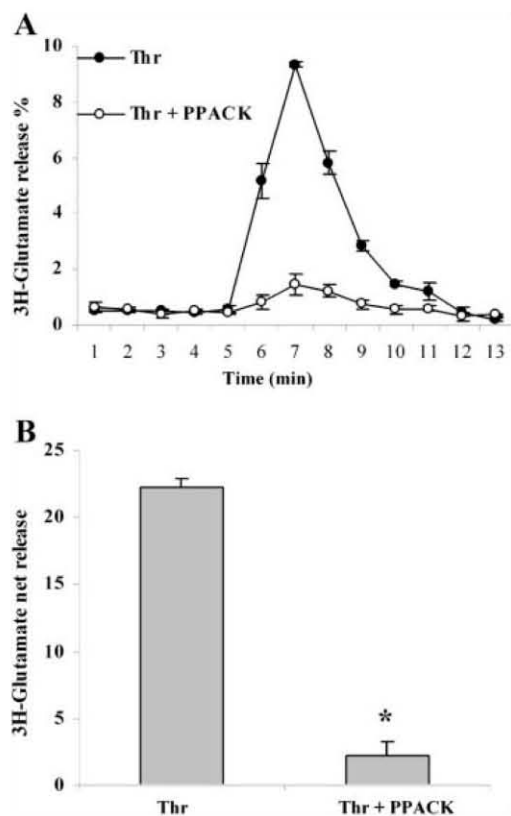 A
10
8
6
4
2
0
3H-Glutamate release %
Thr
Thr + PPACK
1 2 3 4 5 6 7 8 9 10 11 12 13
Time (min)
B
25
20
15
10
5
0
3H-Glutamate net release
*
Thr Thr + PPACK